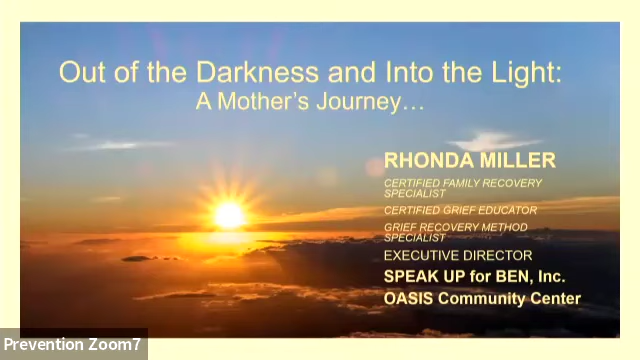 Out of the Darkness and Into the Light:
A Mother's Journey…
RHONDA MILLER
CERTIFIED FAMILY RECOVERY
SPECIALIST
CERTIFIED GRIEF EDUCATOR
GRIEF RECOVERY METHOD
SPECIALIST
EXECUTIVE DIRECTOR
SPEAK UP for BEN, Inc.
OASIS Community Center
Prevention Zoom7